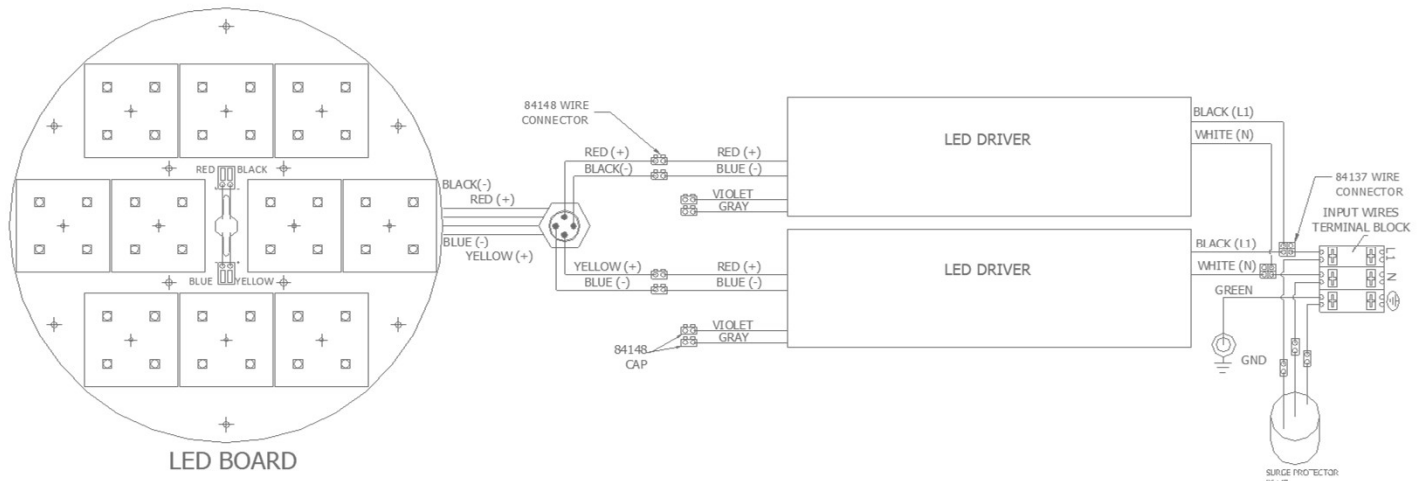 RED
BLACK
BLUE
YELLOW
LED BOARD
BLACK(-)
RED (+)
BLUE (-)
YELLOW (+)
84148 WIRE
CONNECTOR
RED (+)
BLACK(-)
RED (+)
BLUE (-)
VIOLET
GRAY
LED DRIVER
BLACK (L1)
WHITE (N)
YELLOW (+)
BLUE (-)
RED (+)
BLUE (-)
VIOLET
GRAY
84148
CAP
LED DRIVER
BLACK (L1)
WHITE (N)
GREEN
GND
84137 WIRE
CONNECTOR
INPUT WIRES
TERMINAL BLOCK
L1
N
SURGE PROTECTOR